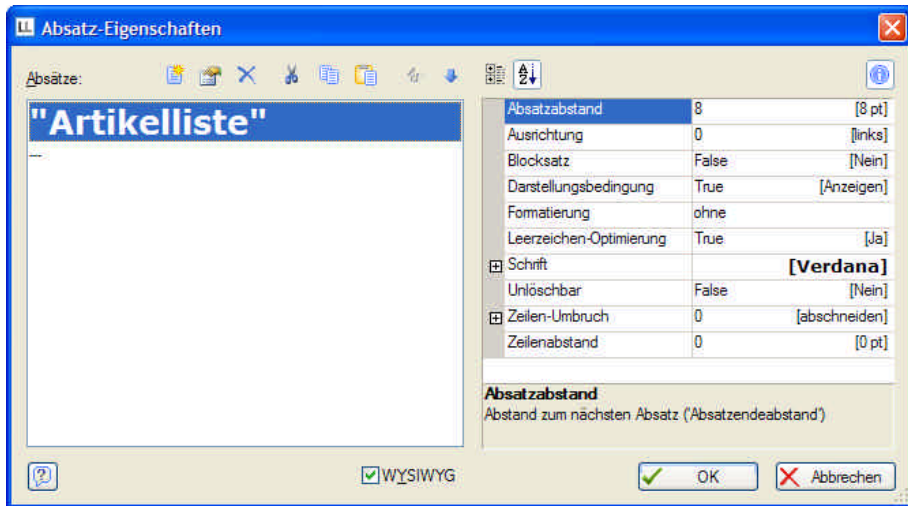 LL Absatz-Eigenschaften
Absätze:
"Artikelliste"
Absatzabstand 8 [8 pt]
Ausrichtung 0 [links]
Blocksatz False [Nein]
Darstellungsbedingung True [Anzeigen]
Formatierung ohne
Leerzeichen-Optimierung True [Ja]
Schrift [Verdana]
Unlöschbar False [Nein]
Zeilen-Umbruch 0 [abschneiden]
Zeilenabstand 0 [0 pt]
Absatzabstand
Abstand zum nächsten Absatz ('Absatzendeabstand')
WYSIWYG
OK
Abbrechen